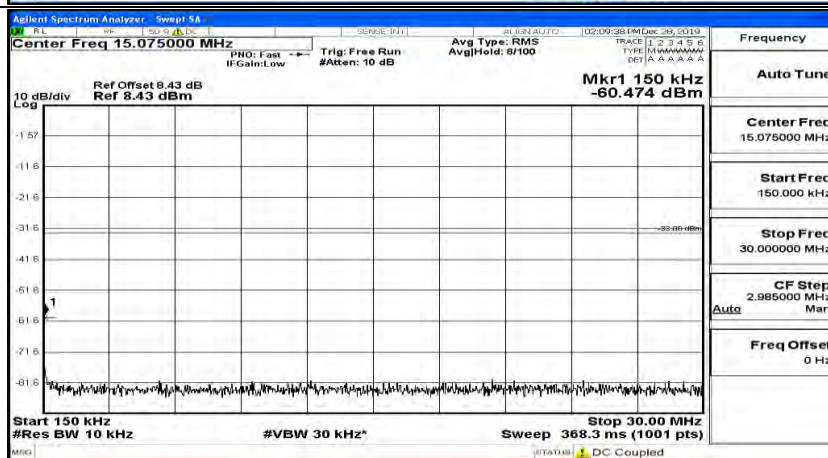 Agilent Spectrum Analyzer - Swept SA
RL RF 50 Ω DC SENSE:INT ALIGN AUTO 02:09:38 PM Dec 28, 2019
Center Freq 15.075000 MHz
PNO: Fast
IFGain:Low
Trig: Free Run
#Atten: 10 dB
Avg Type: RMS
Avg|Hold: 8/100
TRACE 1 2 3 4 5 6
TYPE MWWWWW
DET A A A A A A
Ref Offset 8.43 dB
Ref 8.43 dBm
10 dB/div
Log
Mkr1 150 kHz
-60.474 dBm
-1.57
-11.6
-21.6
-31.6
-33.00 dBm
-41.6
-51.6
1
-61.6
-71.6
-81.6
Start 150 kHz
Stop 30.00 MHz
#Res BW 10 kHz
#VBW 30 kHz*
Sweep 368.3 ms (1001 pts)
MSG
STATUS
DC Coupled
Frequency
Auto Tune
Center Freq
15.075000 MHz
Start Freq
150.000 kHz
Stop Freq
30.000000 MHz
CF Step
2.985000 MHz
Auto Man
Freq Offset
0 Hz